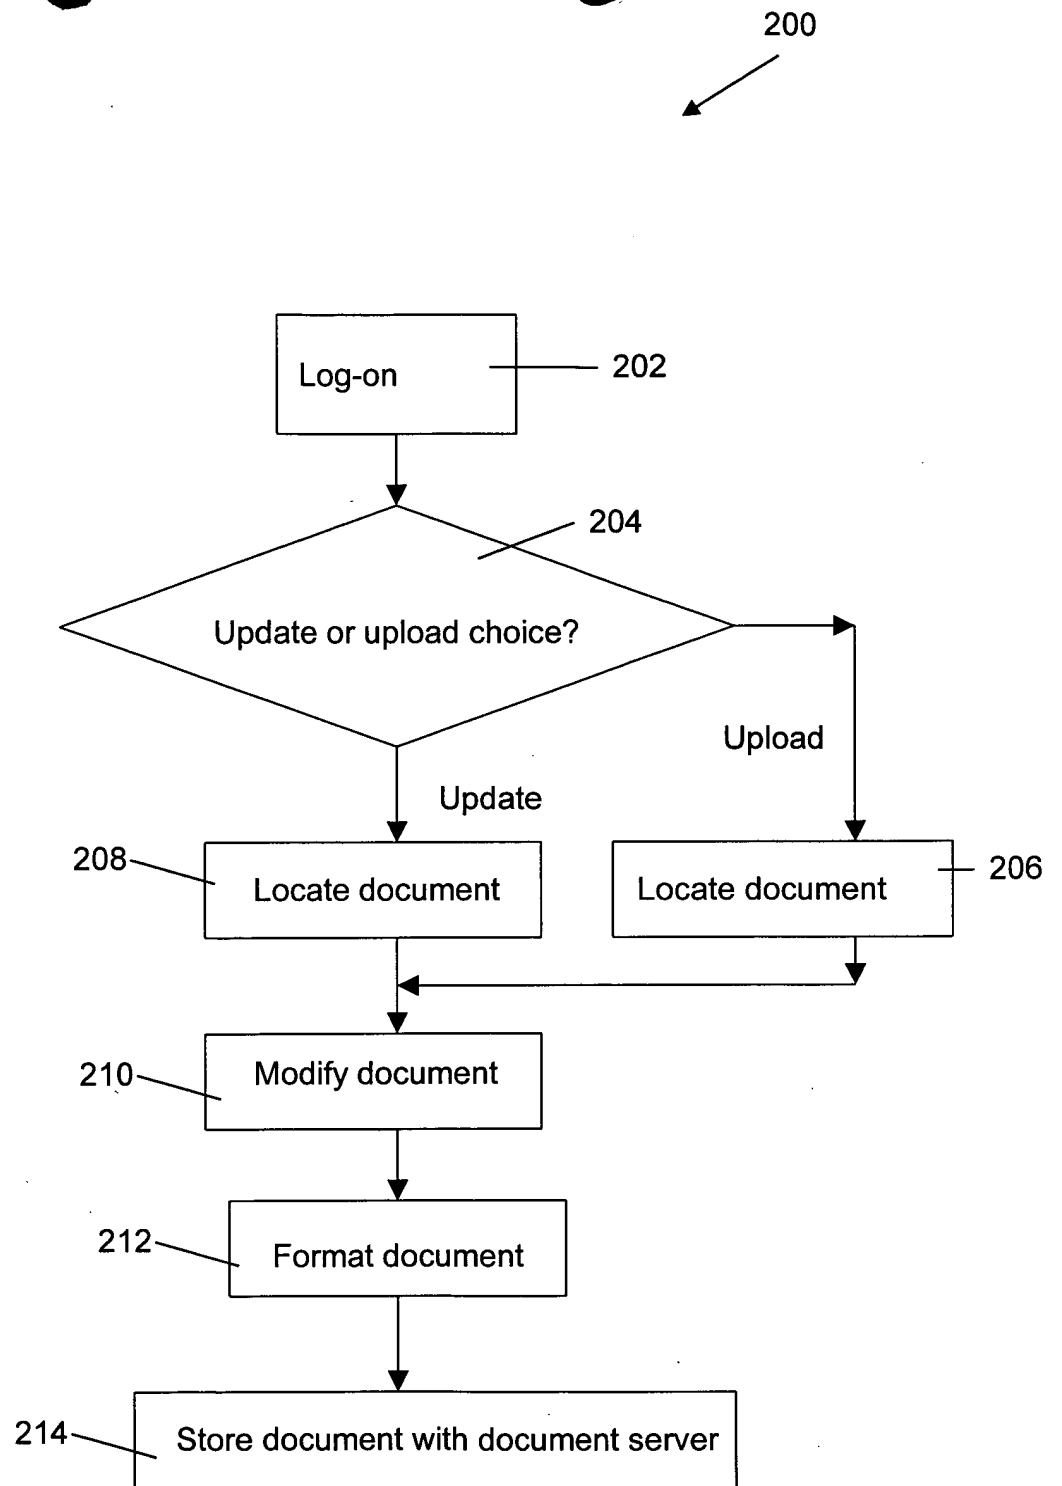 200
Log-on
202
204
Update or upload choice?
Upload
Update
208
Locate document
Locate document
206
210
Modify document
212
Format document
214
Store document with document server